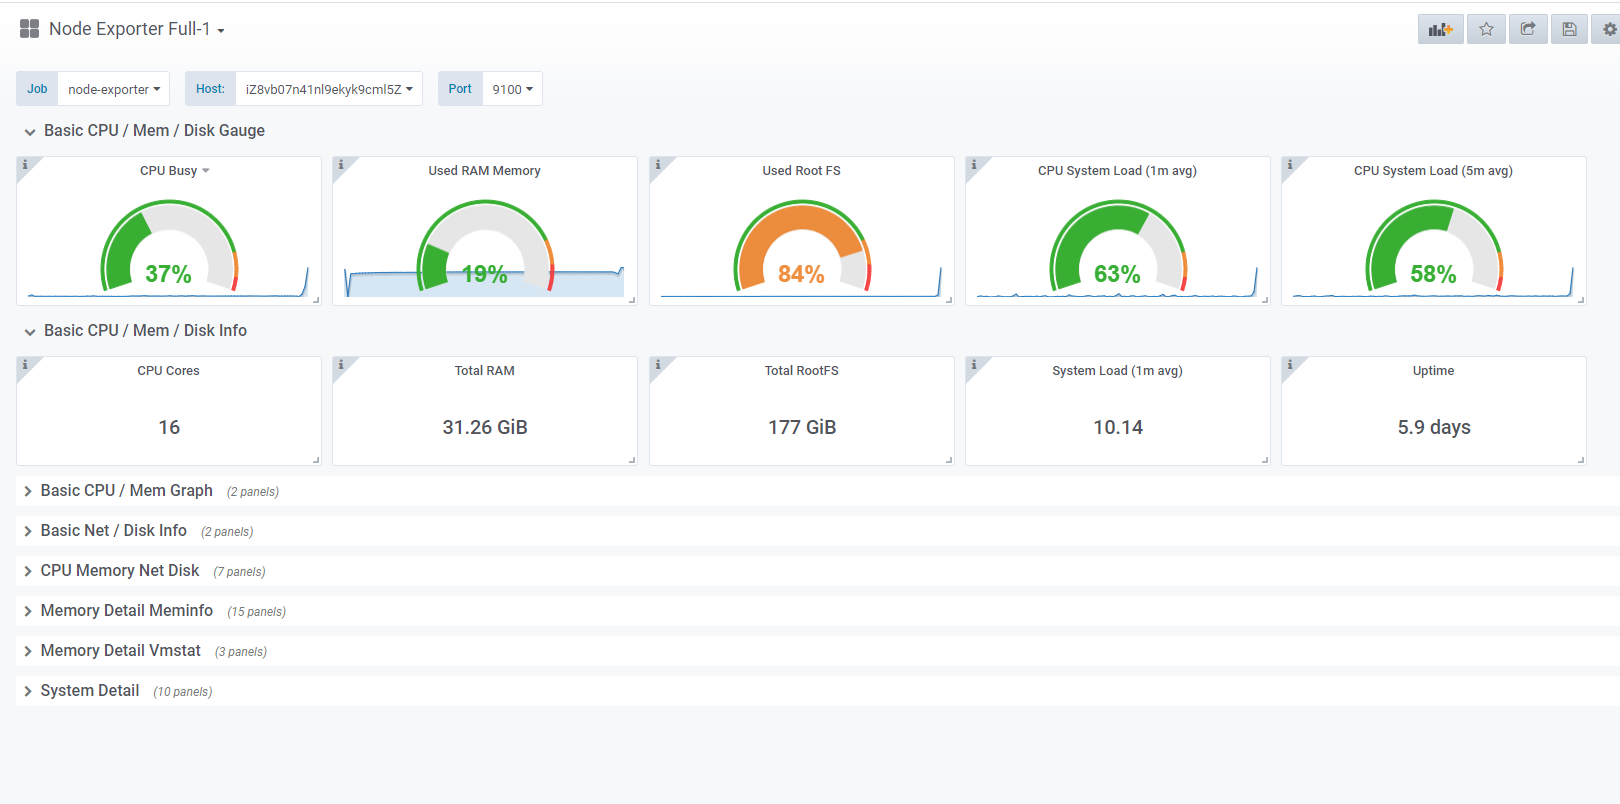 Node Exporter Full-1
Job node-exporter Host: iZ8vb07n41nl9ekyk9cml5Z Port 9100
Basic CPU / Mem / Disk Gauge
CPU Busy Used RAM Memory Used Root FS CPU System Load (1m avg) CPU System Load (5m avg)
37% 19% 84% 63% 58%
Basic CPU / Mem / Disk Info
CPU Cores Total RAM Total RootFS System Load (1m avg) Uptime
16 31.26 GiB 177 GiB 10.14 5.9 days
Basic CPU / Mem Graph (2 panels)
Basic Net / Disk Info (2 panels)
CPU Memory Net Disk (7 panels)
Memory Detail Meminfo (15 panels)
Memory Detail Vmstat (3 panels)
System Detail (10 panels)